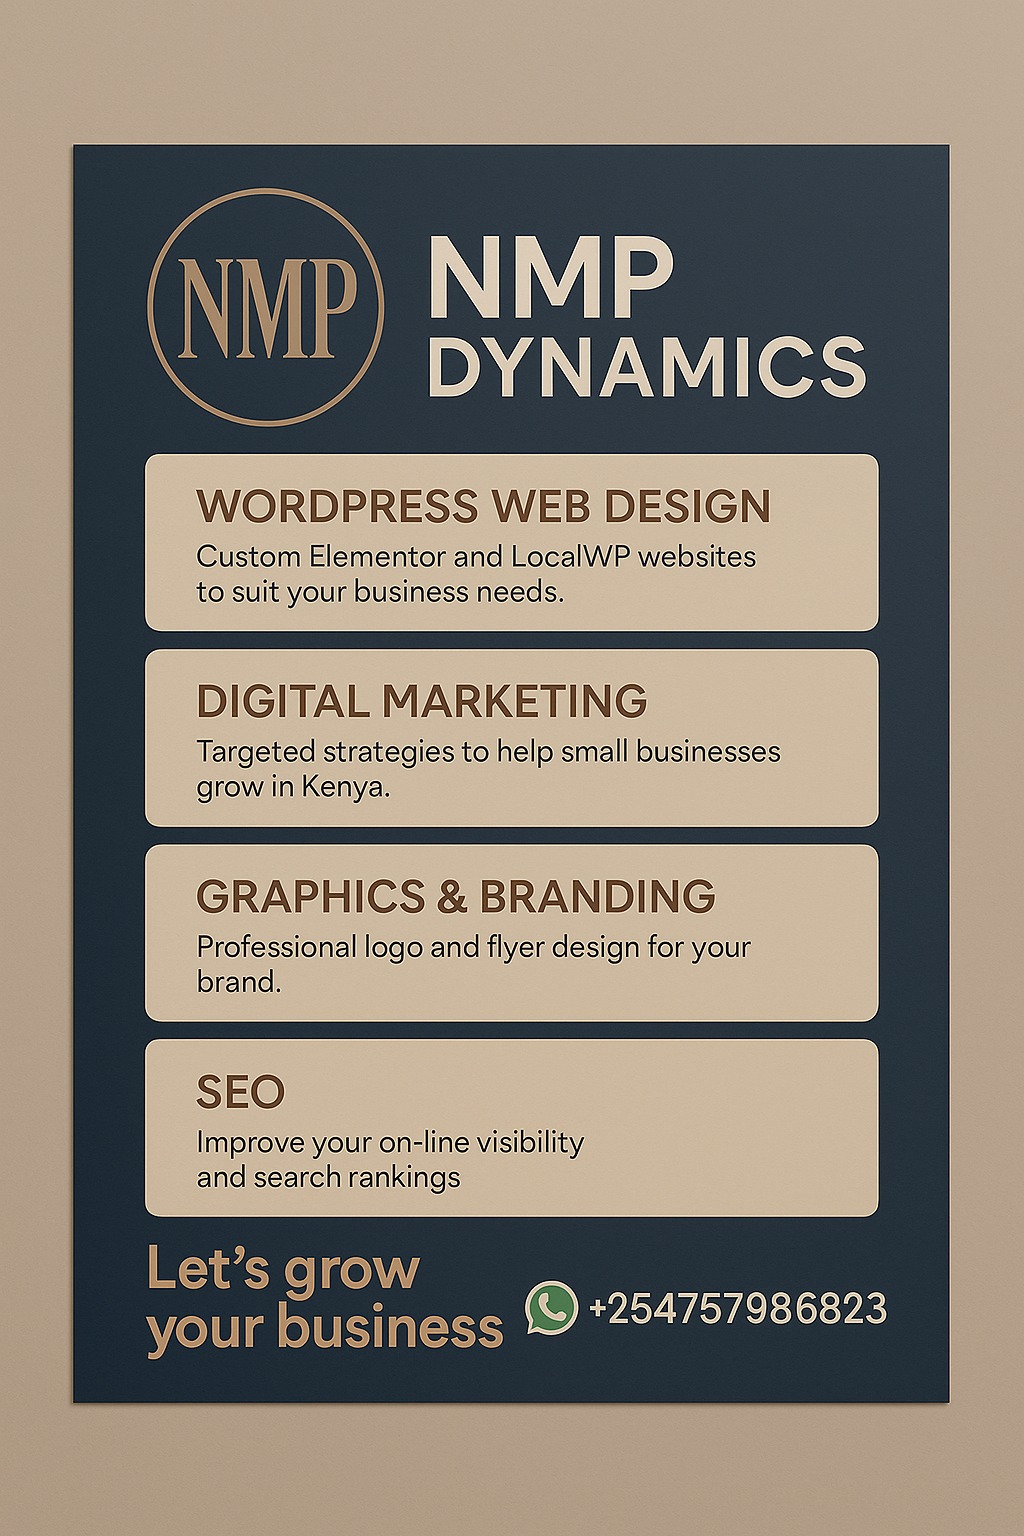 NMP
NMP
DYNAMICS
WORDPRESS WEB DESIGN
Custom Elementor and LocalWP websites
to suit your business needs.
DIGITAL MARKETING
Targeted strategies to help small businesses
grow in Kenya.
GRAPHICS & BRANDING
Professional logo and flyer design for your
brand.
SEO
Improve your on-line visibility
and search rankings
Let's grow
your business
+254757986823